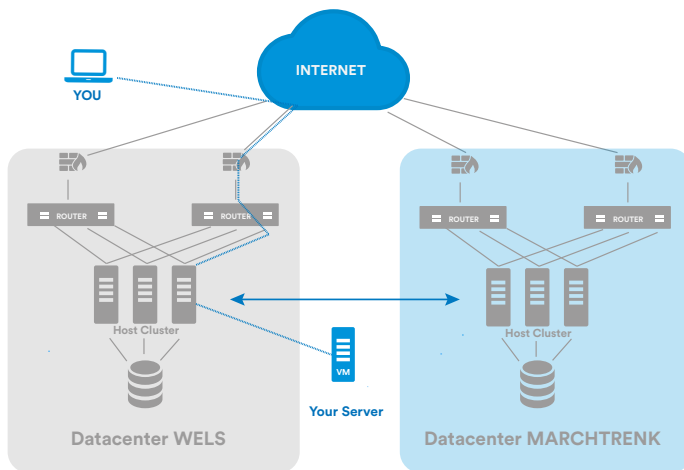 INTERNET
YOU
ROUTER
ROUTER
ROUTER
ROUTER
Host Cluster
Host Cluster
VM
Your Server
Datacenter WELS
Datacenter MARCHTRENK